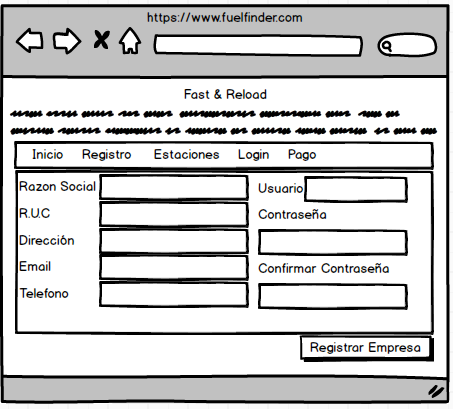 https://www.fuelfinder.com
Fast & Reload
Inicio Registro Estaciones Login Pago
Razon Social
R.U.C
Dirección
Email
Telefono
Usuario
Contraseña
Confirmar Contraseña
Registrar Empresa